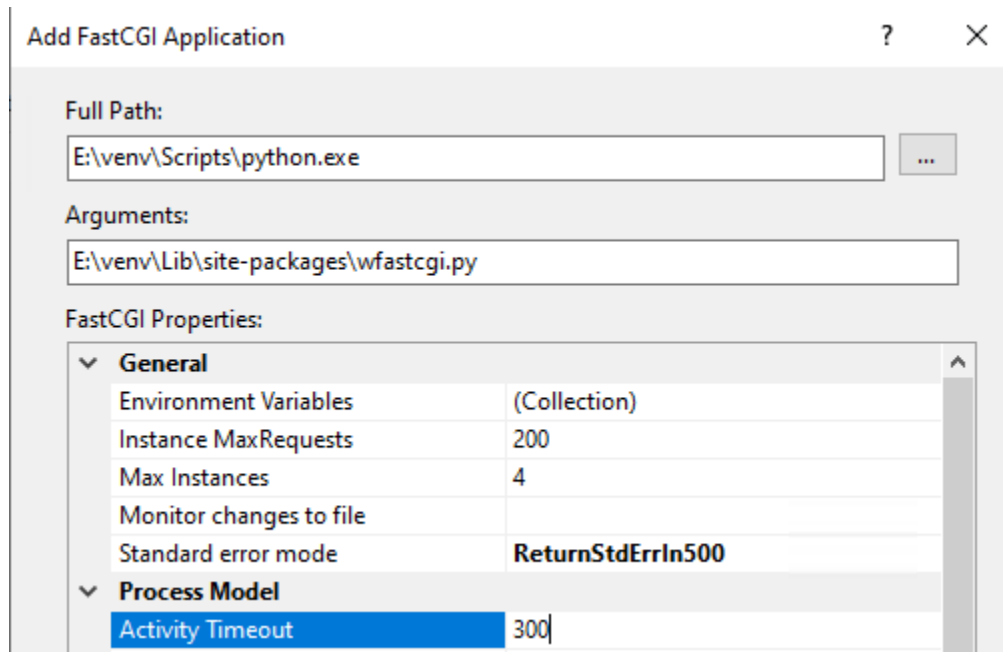 Add FastCGI Application ?
Full Path:
E:\venv\Scripts\python.exe ...
Arguments:
E:\venv\Lib\site-packages\wfastcgi.py
FastCGI Properties:
General
Environment Variables (Collection)
Instance MaxRequests 200
Max Instances 4
Monitor changes to file
Standard error mode ReturnStdErrIn500
Process Model
Activity Timeout 300